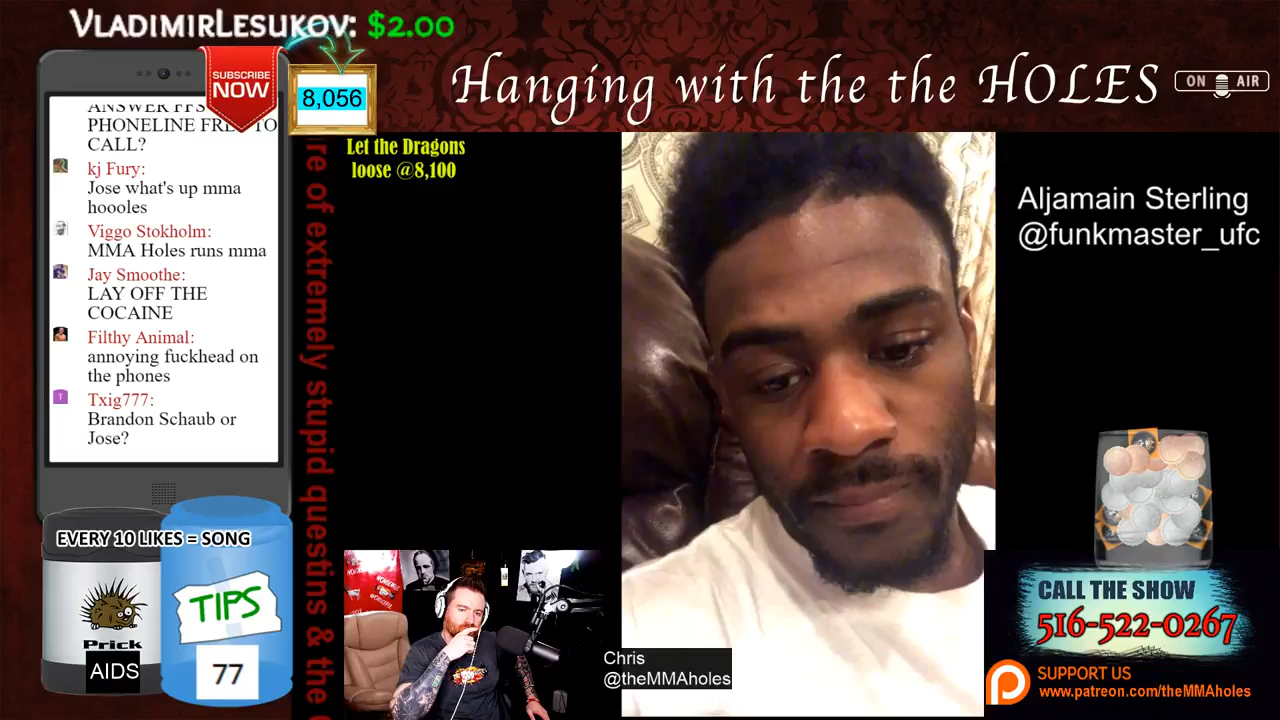 VLADIMIRLESUKOV: $2.00
SUBSCRIBE
NOW
8,056
Hanging with the the HOLES
ON AIR
PHONELINE FREE TO
CALL?
kj Fury:
Jose what's up mma
hoooles
Viggo Stokholm:
MMA Holes runs mma
Jay Smoothe:
LAY OFF THE
COCAINE
Filthy Animal:
annoying fuckhead on
the phones
Txig777:
Brandon Schaub or
Jose?
Let the Dragons
loose @8,100
re of extremely stupid questins & the
Aljamain Sterling
@funkmaster_ufc
EVERY 10 LIKES = SONG
Prick
AIDS
TIPS
77
Chris
@theMMAholes
CALL THE SHOW
516-522-0267
SUPPORT US
www.patreon.com/theMMAholes